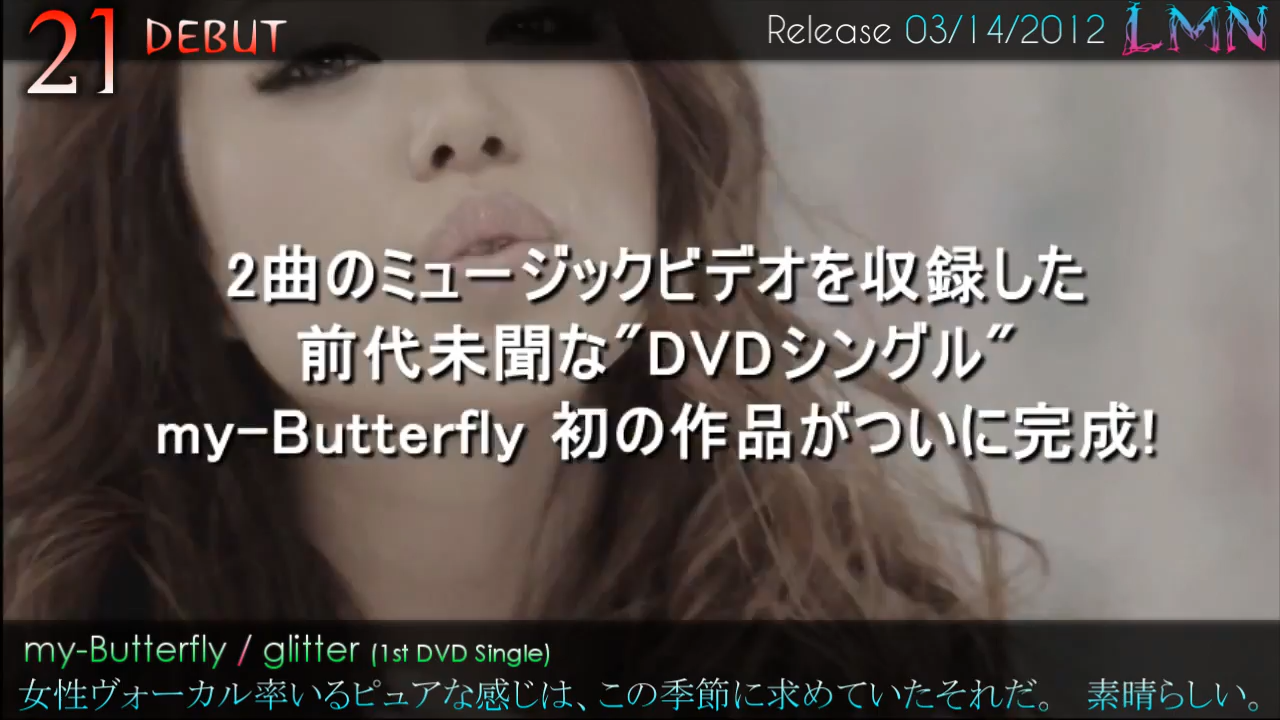 21 DEBUT
Release 03/14/2012 LMN
2曲のミュージックビデオを収録した
前代未聞な"DVDシングル"
my-Butterfly 初の作品がついに完成!
my-Butterfly / glitter (1st DVD Single)
女性ヴォーカル率いるピュアな感じは、この季節に求めていたそれだ。 素晴らしい。